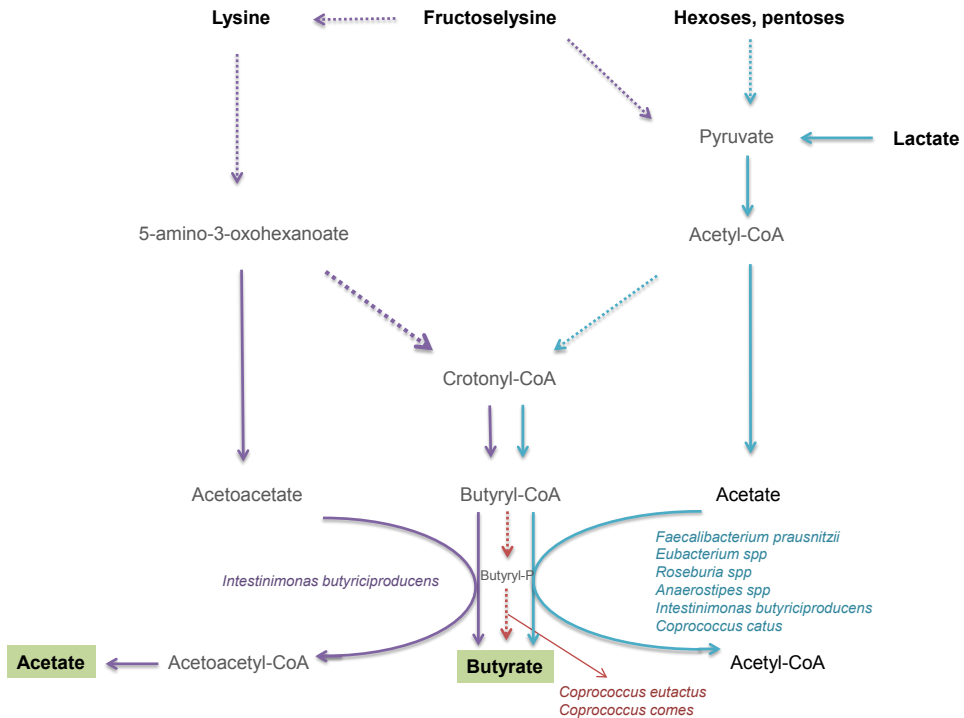 Lysine
Fructoselysine
Hexoses, pentoses
Pyruvate
Lactate
5-amino-3-oxohexanoate
Acetyl-CoA
Crotonyl-CoA
Acetoacetate
Butyryl-CoA
Acetate
Faecalibacterium prausnitzii
Eubacterium spp
Roseburia spp
Anaerostipes spp
Intestinimonas butyriciproducens
Coprococcus catus
Intestinimonas butyriciproducens
Butyryl-P
Acetate
Acetoacetyl-CoA
Butyrate
Acetyl-CoA
Coprococcus eutactus
Coprococcus comes